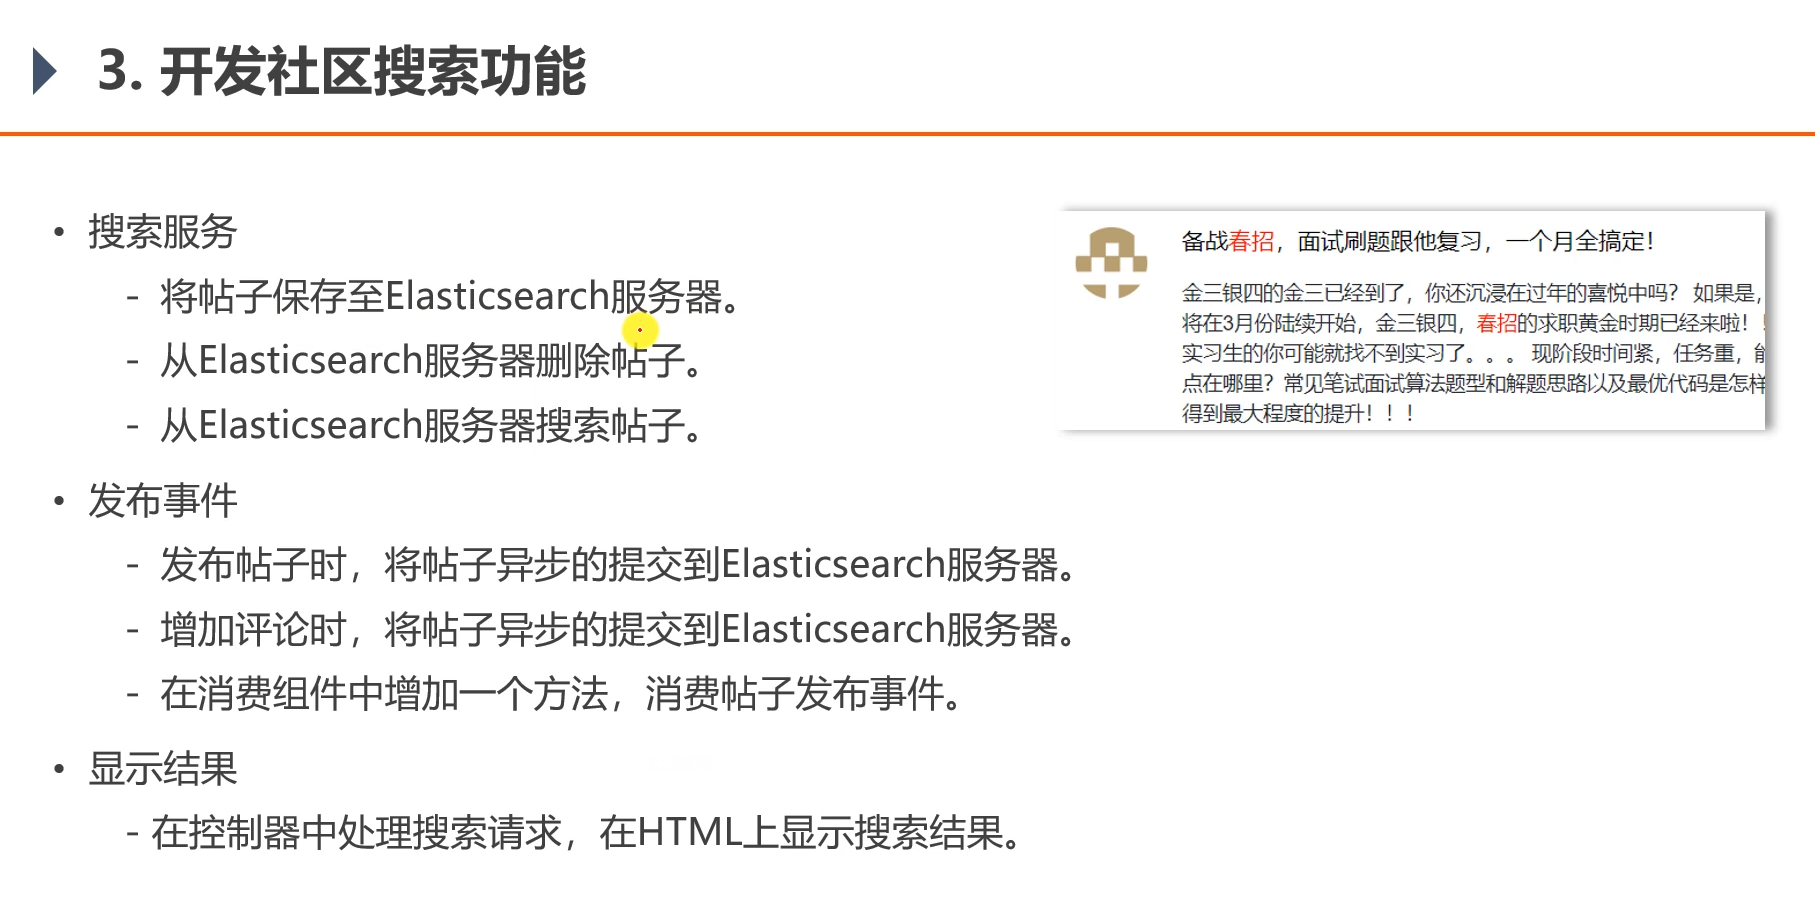 3. 开发社区搜索功能
• 搜索服务
- 将帖子保存至Elasticsearch服务器。
- 从Elasticsearch服务器删除帖子。
- 从Elasticsearch服务器搜索帖子。
• 发布事件
- 发布帖子时，将帖子异步的提交到Elasticsearch服务器。
- 增加评论时，将帖子异步的提交到Elasticsearch服务器。
- 在消费组件中增加一个方法，消费帖子发布事件。
• 显示结果
- 在控制器中处理搜索请求，在HTML上显示搜索结果。
备战春招，面试刷题跟他复习，一个月全搞定！
金三银四的金三已经到了，你还沉浸在过年的喜悦中吗？ 如果是，
将在3月份陆续开始，金三银四，春招的求职黄金时期已经来啦！！
实习生的你可能就找不到实习了。。。 现阶段时间紧，任务重，能
点在哪里？常见笔试面试算法题型和解题思路以及最优代码是怎样
得到最大程度的提升！！！